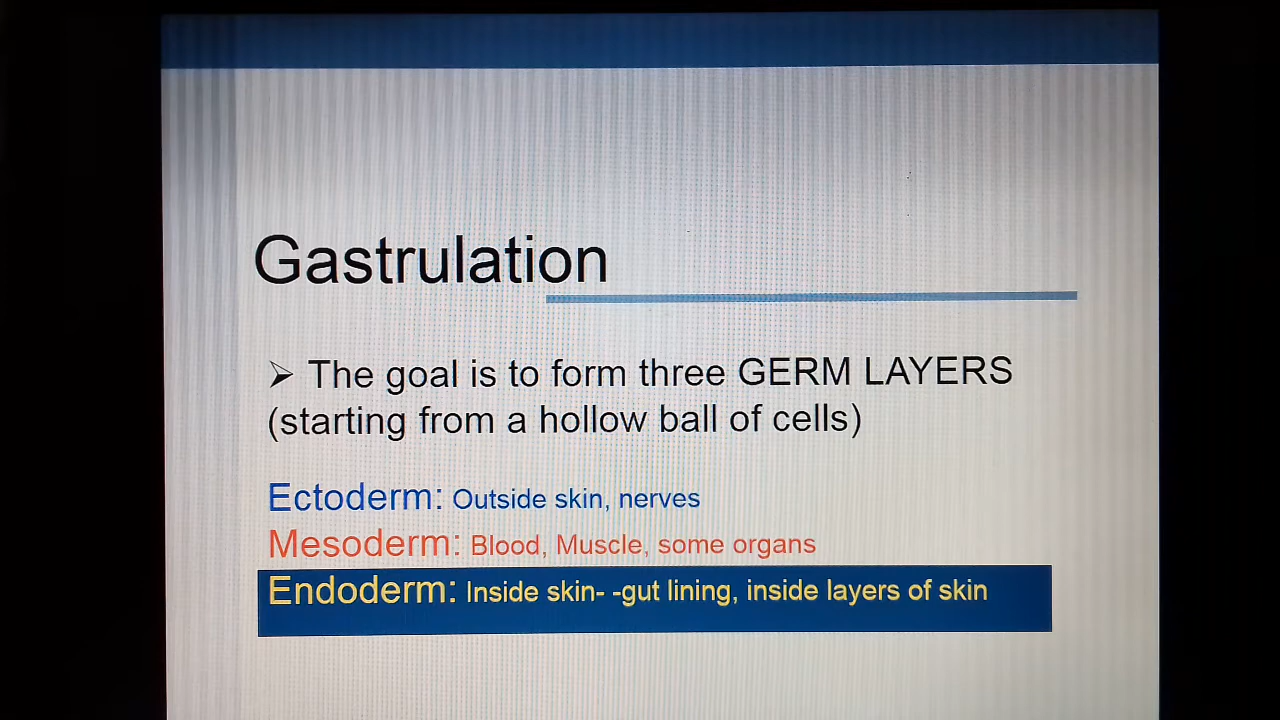 Gastrulation
➢ The goal is to form three GERM LAYERS
(starting from a hollow ball of cells)
Ectoderm: Outside skin, nerves
Mesoderm: Blood, Muscle, some organs
Endoderm: Inside skin- -gut lining, inside layers of skin